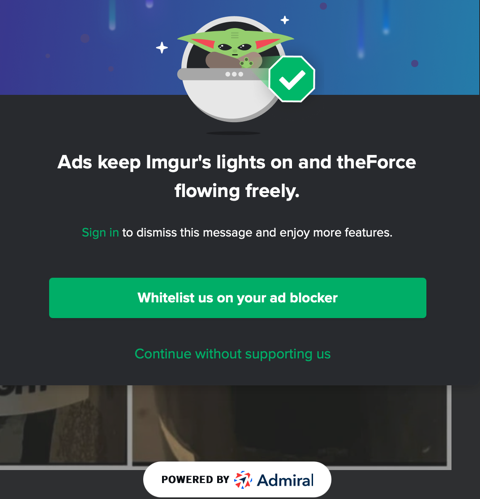 Ads keep Imgur's lights on and theForce
flowing freely.
Sign in to dismiss this message and enjoy more features.
Whitelist us on your ad blocker
Continue without supporting us
POWERED BY Admiral